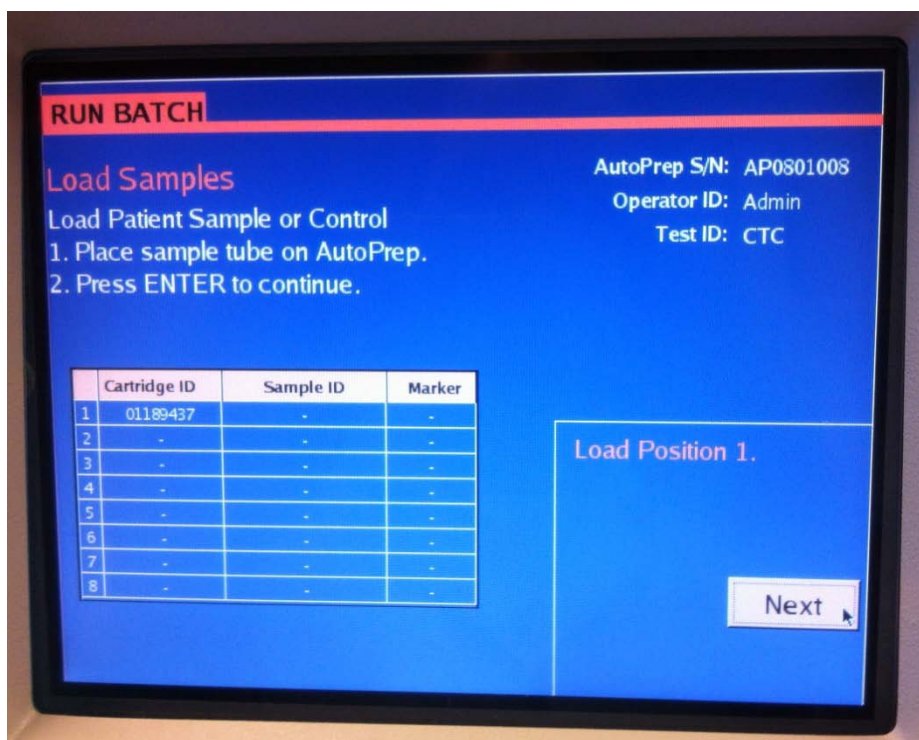 RUN BATCH
Load Samples
Load Patient Sample or Control
1. Place sample tube on AutoPrep.
2. Press ENTER to continue.
AutoPrep S/N: AP0801008
Operator ID: Admin
Test ID: CTC
Cartridge ID Sample ID Marker
1 01189437 - -
2 - - -
3 - - -
4 - - -
5 - - -
6 - - -
7 - - -
8 - - -
Load Position 1.
Next